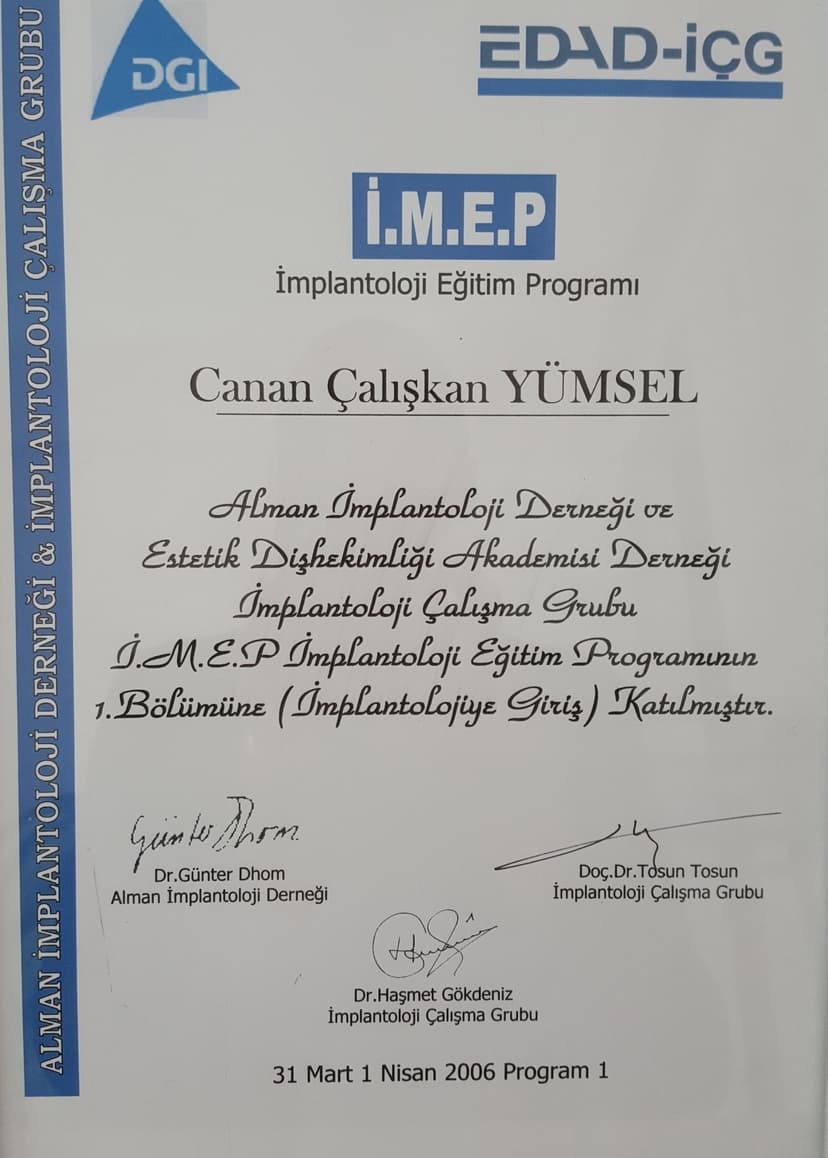 DGI
EDAD-İÇG
ALMAN İMPLANTOLOJİ DERNEĞİ & İMPLANTOLOJİ ÇALIŞMA GRUBU
İ.M.E.P
İmplantoloji Eğitim Programı
Canan Çalışkan YÜMSEL
Alman İmplantoloji Derneği ve
Estetik Dişhekimliği Akademisi Derneği
İmplantoloji Çalışma Grubu
İ.M.E.P İmplantoloji Eğitim Programının
1.Bölümüne (İmplantolojiye Giriş) Katılmıştır.
Günter Dhom
Dr.Günter Dhom
Alman İmplantoloji Derneği
Doç.Dr.Tosun Tosun
İmplantoloji Çalışma Grubu
Dr.Haşmet Gökdeniz
İmplantoloji Çalışma Grubu
31 Mart 1 Nisan 2006 Program 1